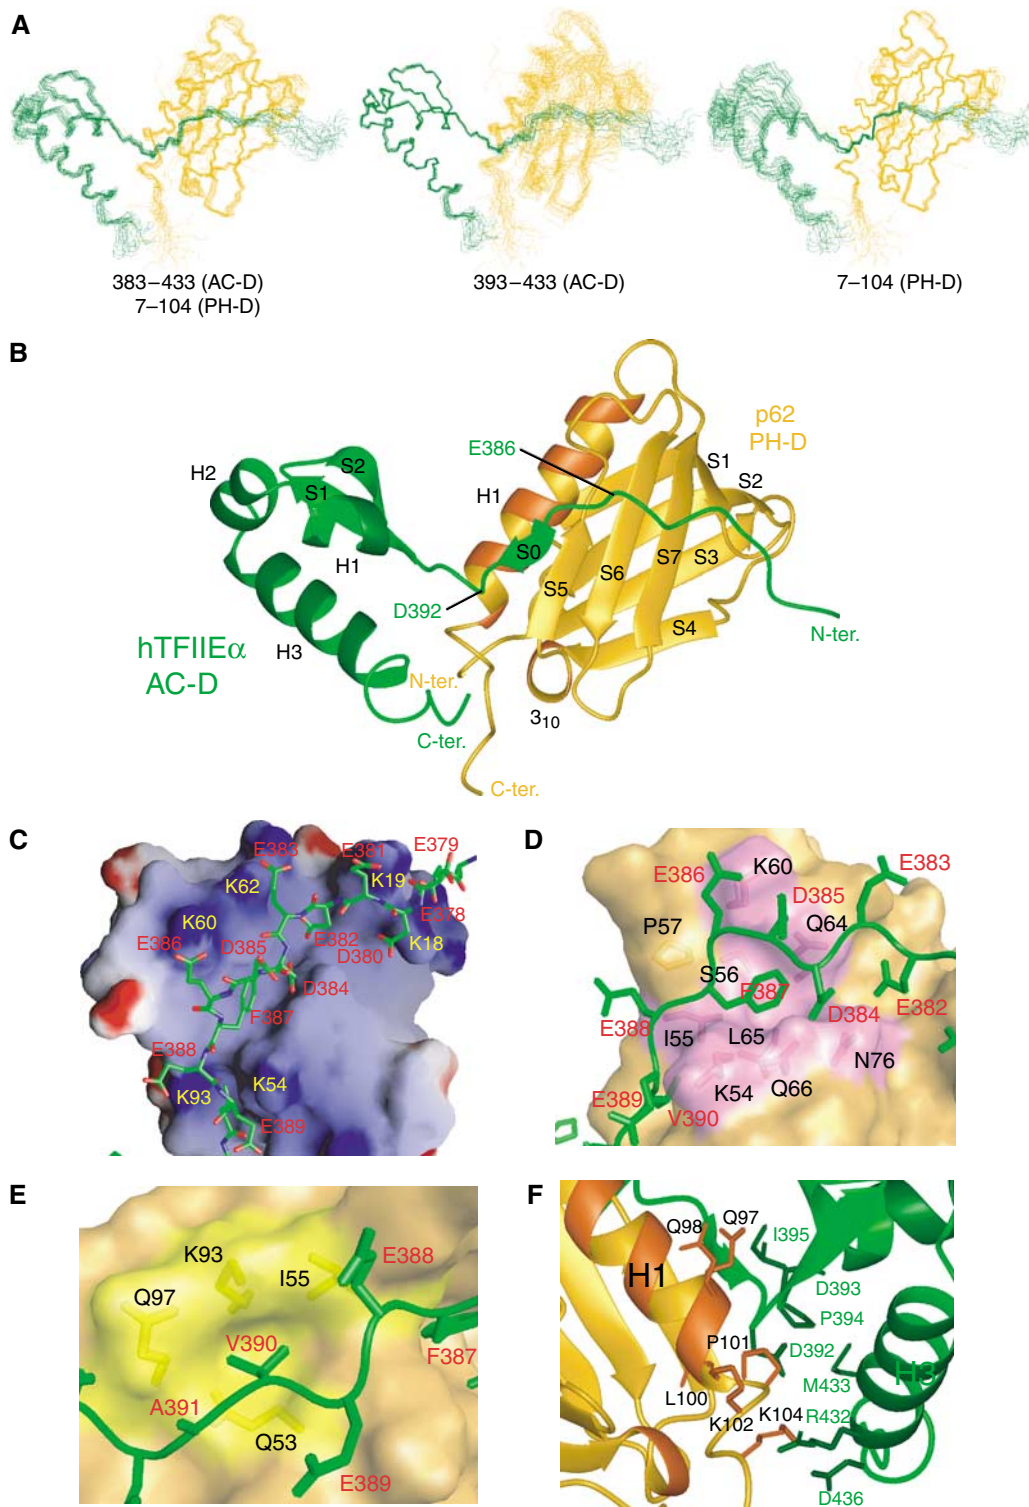 A
383–433 (AC-D)
7–104 (PH-D)
393–433 (AC-D)
7–104 (PH-D)
B
p62
PH-D
E386
S1
S2
H2
S2
S1
H1
H1
S0
S5
S6
S7
S3
S4
D392
N-ter.
hTFIIEα
AC-D
H3
N-ter.
C-ter.
3₁₀
C-ter.
C
E383
E381
E379
K62
K19
E378
K60
E386
D385
E382
D380
K18
D384
F387
E388
K93
K54
E389
D
E386
K60
E383
D385
P57
Q64
S56
F387
E382
E388
D384
I55
L65
N76
K54
Q66
E389
V390
E
K93
I55
E388
Q97
V390
F387
A391
Q53
E389
F
Q98
Q97
I395
H1
D393
P394
P101
D392
H3
M433
L100
K102
K104
R432
D436